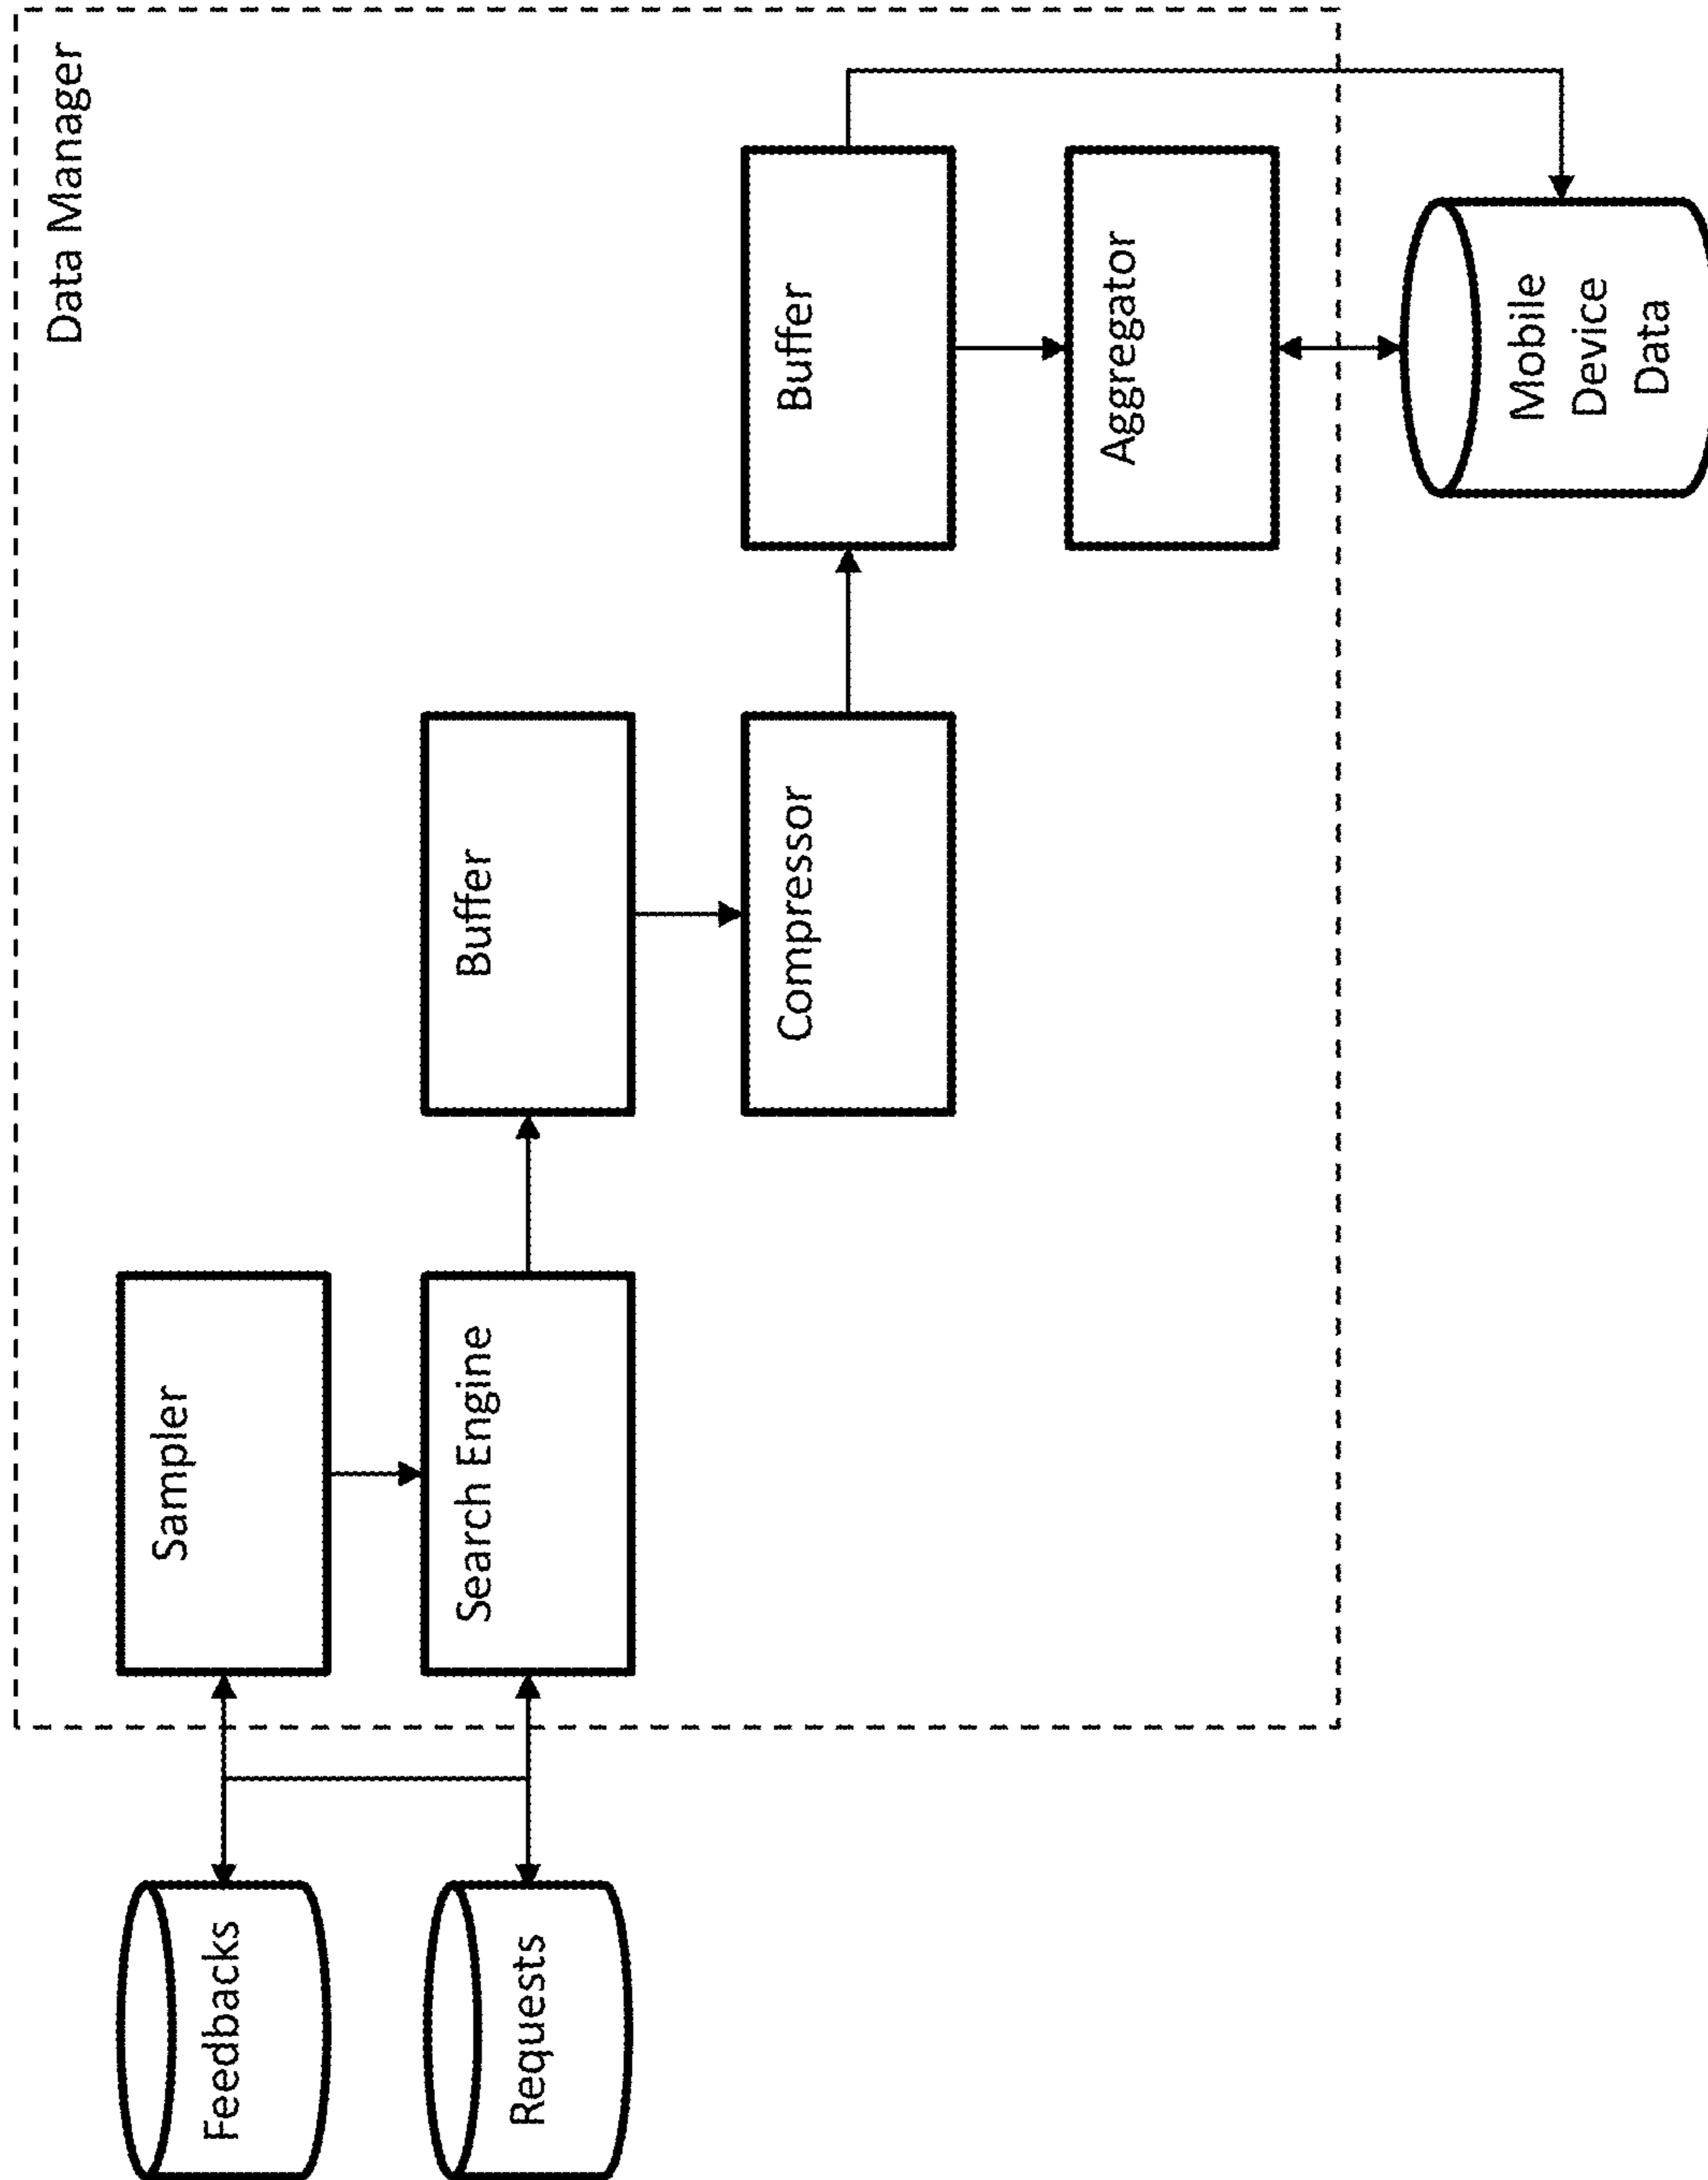 Data Manager
Feedbacks
Sampler
Requests
Search Engine
Buffer
Compressor
Buffer
Aggregator
Mobile
Device
Data